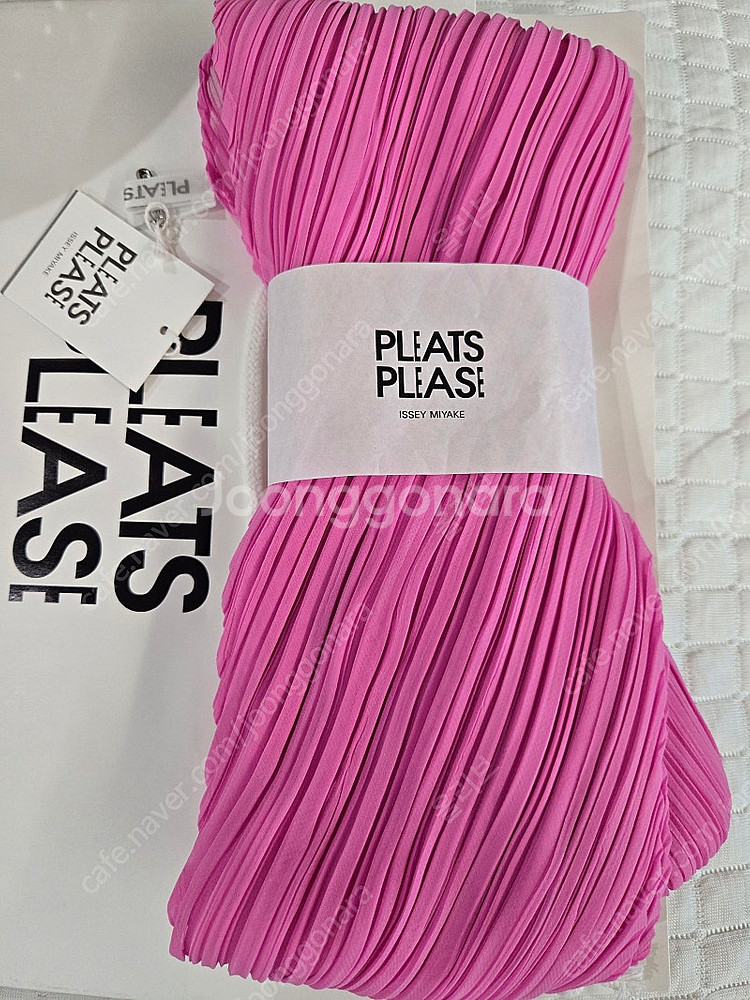 PLEATS
PLEATS
PLEASE
ISSEY MIYAKE
PLEATS
PLEASE
ISSEY MIYAKE
PLEATS
PLEASE
Joonggonara
cafe.naver.com/joonggonara